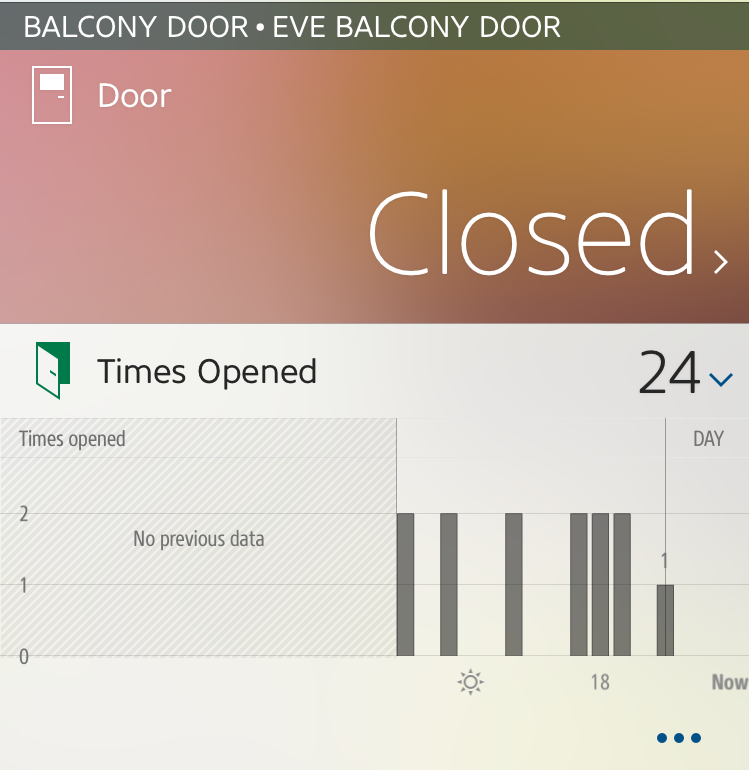 BALCONY DOOR • EVE BALCONY DOOR
Door
Closed
Times Opened
24
Times opened
DAY
2
No previous data
1
1
0
18
Now